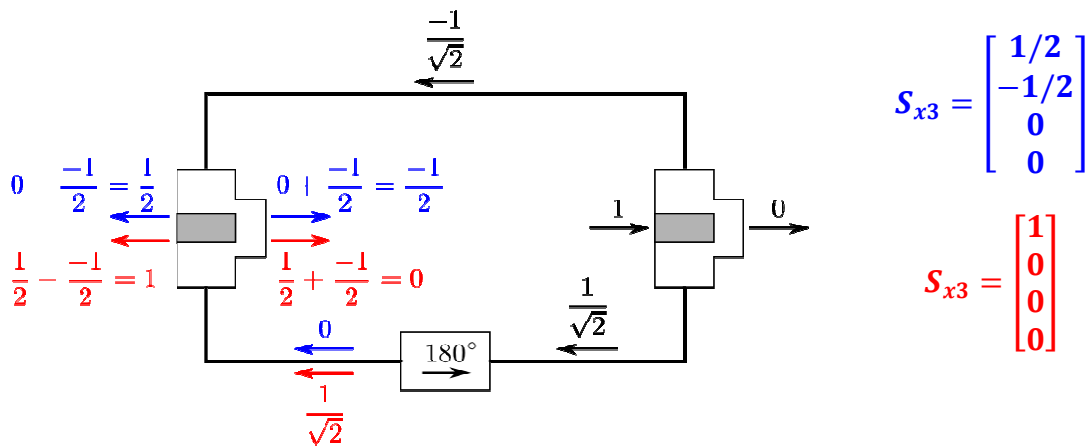 -1/√2
0   -1/2 = 1/2
0 + -1/2 = -1/2
1/2 - -1/2 = 1
1/2 + -1/2 = 0
1
0
1/√2
0
180°
1/√2
S_x3 = [1/2 -1/2 0 0]
S_x3 = [1 0 0 0]